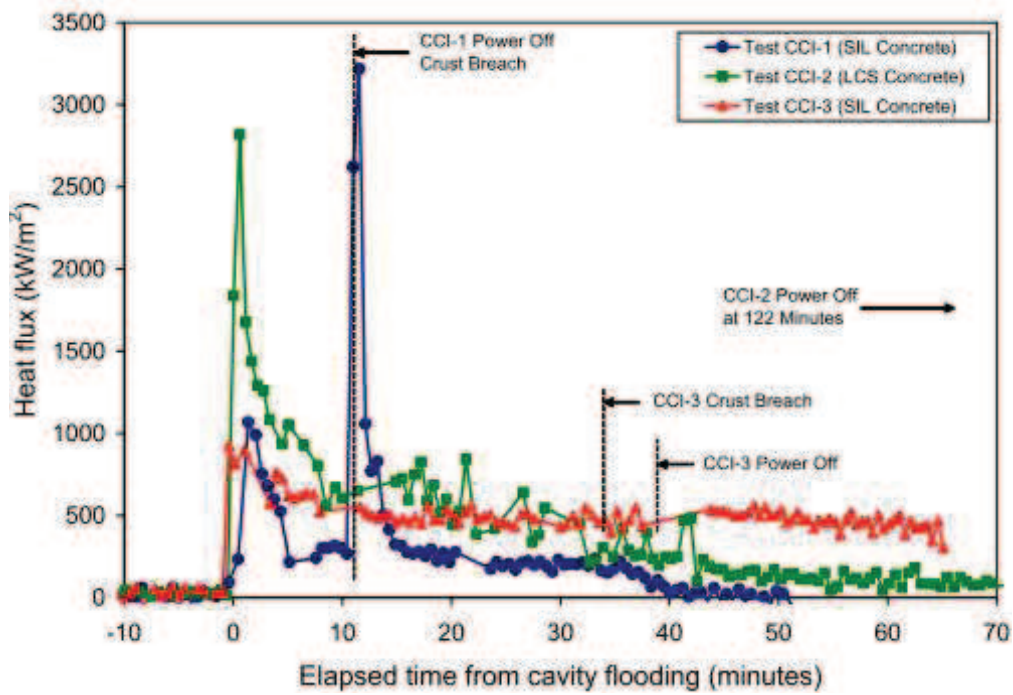 3500
3000
2500
2000
1500
1000
500
0
Heat flux (kW/m²)
CCI-1 Power Off
Crust Breach
Test CCI-1 (SIL Concrete)
Test CCI-2 (LCS Concrete)
Test CCI-3 (SIL Concrete)
CCI-2 Power Off
at 122 Minutes
CCI-3 Crust Breach
CCI-3 Power Off
-10 0 10 20 30 40 50 60 70
Elapsed time from cavity flooding (minutes)